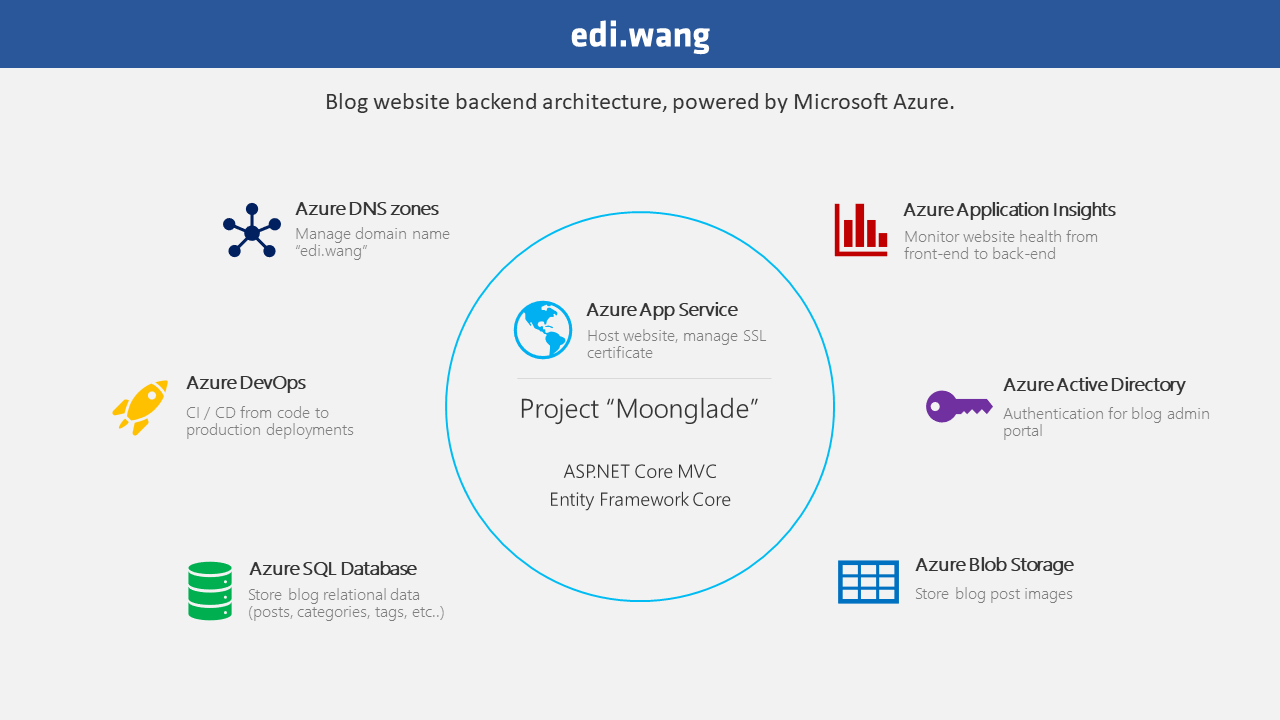 edi.wang
Blog website backend architecture, powered by Microsoft Azure.
Azure DNS zones
Manage domain name
“edi.wang”
Azure Application Insights
Monitor website health from
front-end to back-end
Azure App Service
Host website, manage SSL
certificate
Azure DevOps
CI / CD from code to
production deployments
Project “Moonglade”
Azure Active Directory
Authentication for blog admin
portal
ASP.NET Core MVC
Entity Framework Core
Azure SQL Database
Store blog relational data
(posts, categories, tags, etc..)
Azure Blob Storage
Store blog post images